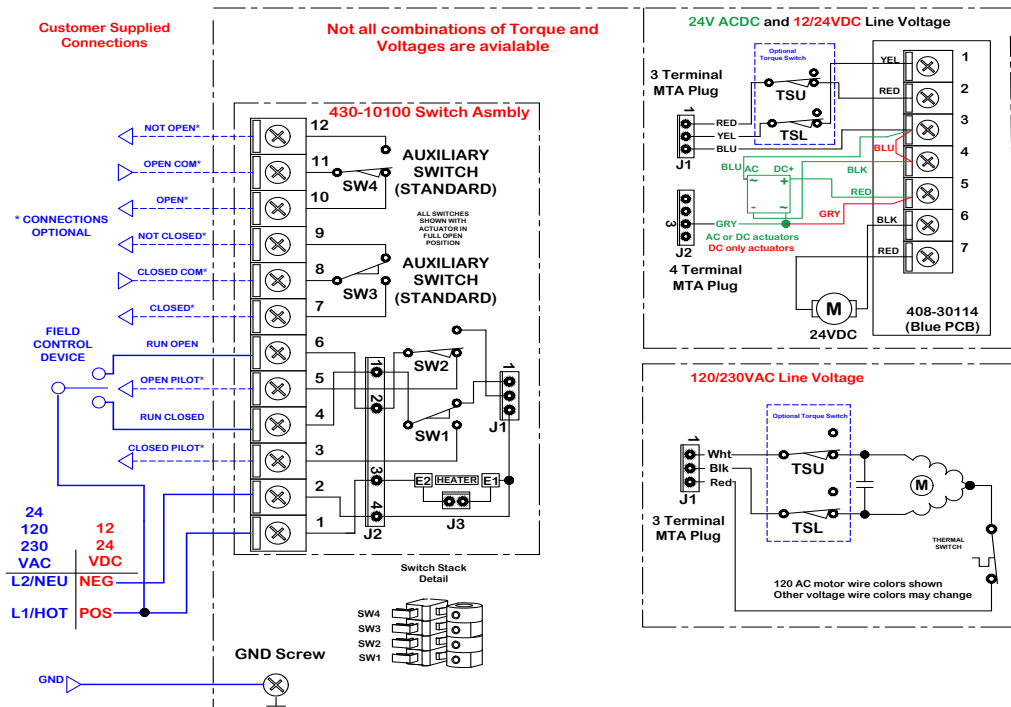 Customer Supplied
Connections
Not all combinations of Torque and
Voltages are avialable
430-10100 Switch Asmbly
NOT OPEN*
12
OPEN COM*
11
SW4
AUXILIARY
SWITCH
(STANDARD)
OPEN*
10
ALL SWITCHES
SHOWN WITH
ACTUATOR IN
FULL OPEN
POSITION
* CONNECTIONS
OPTIONAL
NOT CLOSED*
9
CLOSED COM*
8
SW3
AUXILIARY
SWITCH
(STANDARD)
CLOSED*
7
FIELD
CONTROL
DEVICE
RUN OPEN
6
1
SW2
1
OPEN PILOT*
5
2
RUN CLOSED
4
SW1
J1
CLOSED PILOT*
3
3
E2
HEATER
E1
2
4
J3
1
J2
24
120
230
VAC
12
24
VDC
L2/NEU
NEG
L1/HOT
POS
Switch Stack
Detail
SW4
SW3
SW2
SW1
GND Screw
GND
24V ACDC and 12/24VDC Line Voltage
Optional
Torque Switch
3 Terminal
MTA Plug
TSU
TSL
1
RED
YEL
BLU
J1
YEL
1
RED
2
3
BLU
4
BLU
AC
DC+
BLK
~
+
-
~
RED
5
GRY
3
GRY
AC or DC actuators
DC only actuators
J2
4 Terminal
MTA Plug
BLK
6
RED
7
M
24VDC
408-30114
(Blue PCB)
120/230VAC Line Voltage
Optional Torque Switch
1
Wht
Blk
Red
J1
3 Terminal
MTA Plug
TSU
TSL
M
THERMAL
SWITCH
120 AC motor wire colors shown
Other voltage wire colors may change